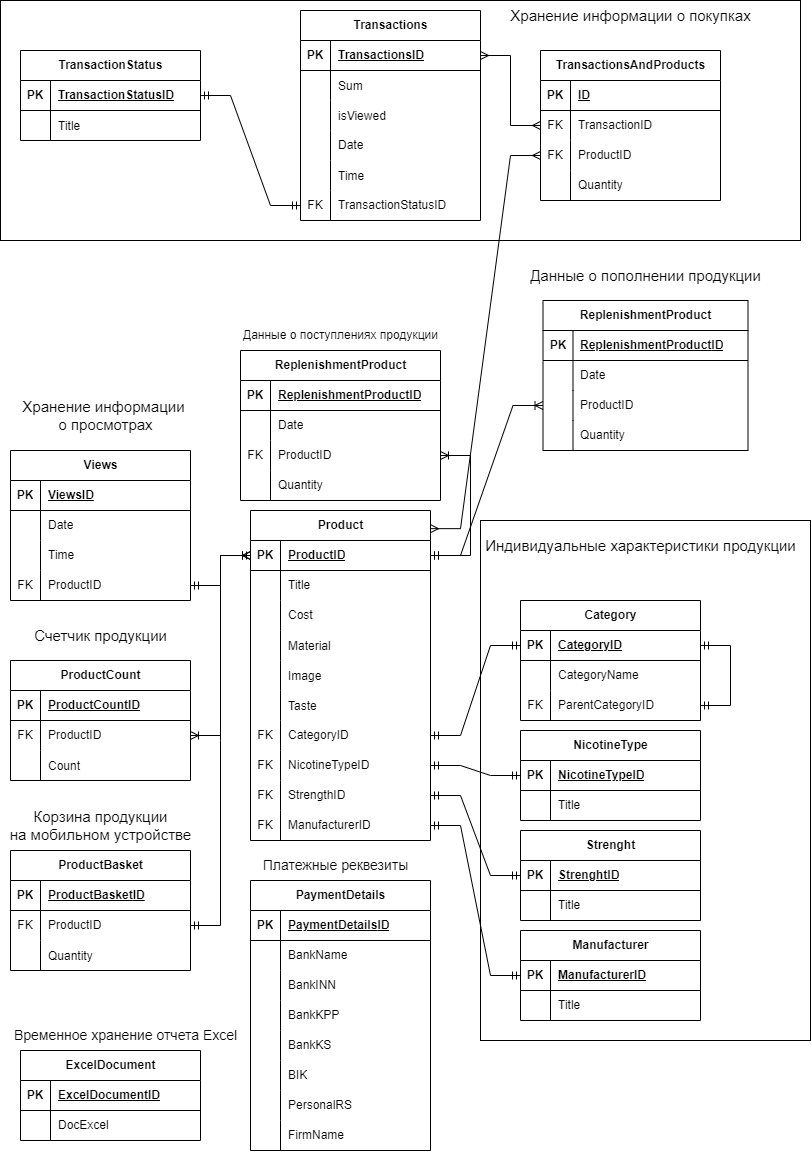 Хранение информации о покупках
TransactionStatus
PK TransactionStatusID
Title
Transactions
PK TransactionsID
Sum
isViewed
Date
Time
FK TransactionStatusID
TransactionsAndProducts
PK ID
FK TransactionID
FK ProductID
Quantity
Данные о пополнении продукции
ReplenishmentProduct
PK ReplenishmentProductID
Date
ProductID
Quantity
Данные о поступлениях продукции
ReplenishmentProduct
PK ReplenishmentProductID
Date
FK ProductID
Quantity
Хранение информации
о просмотрах
Views
PK ViewsID
Date
Time
FK ProductID
Product
PK ProductID
Title
Cost
Material
Image
Taste
FK CategoryID
FK NicotineTypeID
FK StrengthID
FK ManufacturerID
Индивидуальные характеристики продукции
Category
PK CategoryID
CategoryName
FK ParentCategoryID
NicotineType
PK NicotineTypeID
Title
Strenght
PK StrenghtID
Title
Manufacturer
PK ManufacturerID
Title
Счетчик продукции
ProductCount
PK ProductCountID
FK ProductID
Count
Корзина продукции
на мобильном устройстве
ProductBasket
PK ProductBasketID
FK ProductID
Quantity
Платежные реквезиты
PaymentDetails
PK PaymentDetailsID
BankName
BankINN
BankKPP
BankKS
BIK
PersonalRS
FirmName
Временное хранение отчета Excel
ExcelDocument
PK ExcelDocumentID
DocExcel